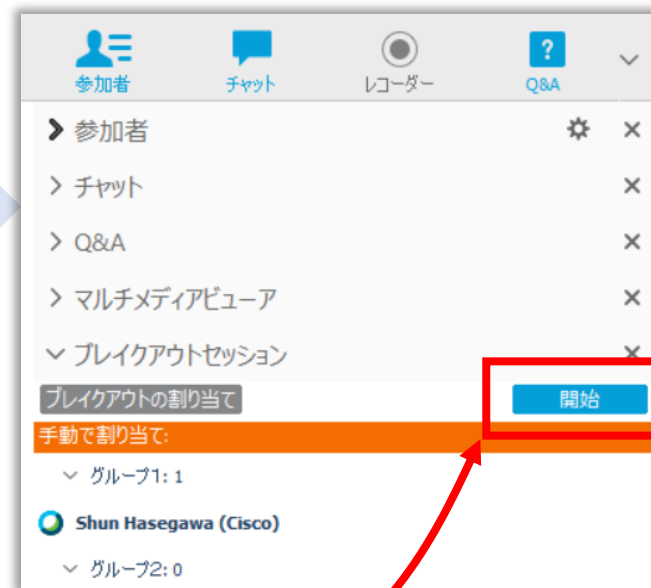 参加者 チャット レコーダー Q&A
参加者
チャット
Q&A
マルチメディアビューア
ブレイクアウトセッション
ブレイクアウトの割り当て 開始
手動で割り当て:
グループ1: 1
Shun Hasegawa (Cisco)
グループ2: 0